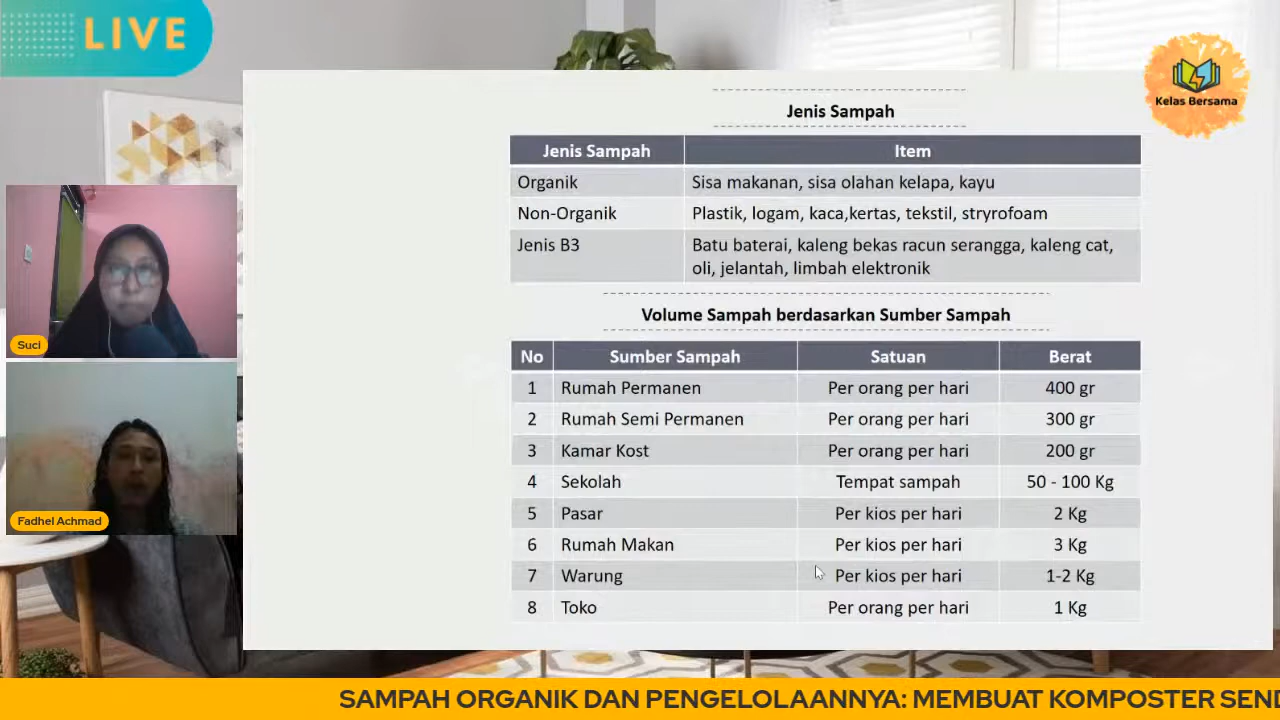 LIVE
Kelas Bersama
Jenis Sampah
Jenis Sampah Item
Organik Sisa makanan, sisa olahan kelapa, kayu
Non-Organik Plastik, logam, kaca,kertas, tekstil, stryrofoam
Jenis B3 Batu baterai, kaleng bekas racun serangga, kaleng cat,
oli, jelantah, limbah elektronik
Volume Sampah berdasarkan Sumber Sampah
No Sumber Sampah Satuan Berat
1 Rumah Permanen Per orang per hari 400 gr
2 Rumah Semi Permanen Per orang per hari 300 gr
3 Kamar Kost Per orang per hari 200 gr
4 Sekolah Tempat sampah 50 - 100 Kg
5 Pasar Per kios per hari 2 Kg
6 Rumah Makan Per kios per hari 3 Kg
7 Warung Per kios per hari 1-2 Kg
8 Toko Per orang per hari 1 Kg
Suci
Fadhel Achmad
SAMPAH ORGANIK DAN PENGELOLAANNYA: MEMBUAT KOMPOSTER SEND